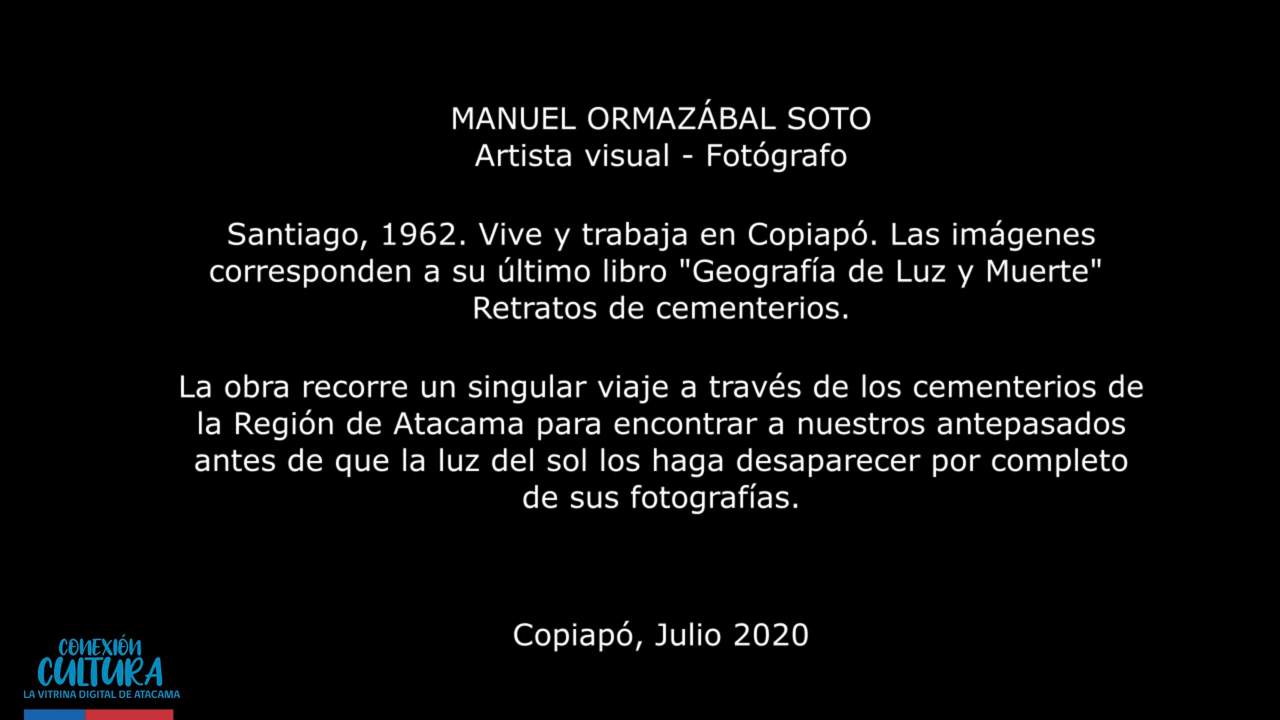 MANUEL ORMAZÁBAL SOTO
Artista visual - Fotógrafo
Santiago, 1962. Vive y trabaja en Copiapó. Las imágenes
corresponden a su último libro "Geografía de Luz y Muerte"
Retratos de cementerios.
La obra recorre un singular viaje a través de los cementerios de
la Región de Atacama para encontrar a nuestros antepasados
antes de que la luz del sol los haga desaparecer por completo
de sus fotografías.
Copiapó, Julio 2020
CONEXIÓN
CULTURA
LA VITRINA DIGITAL DE ATACAMA